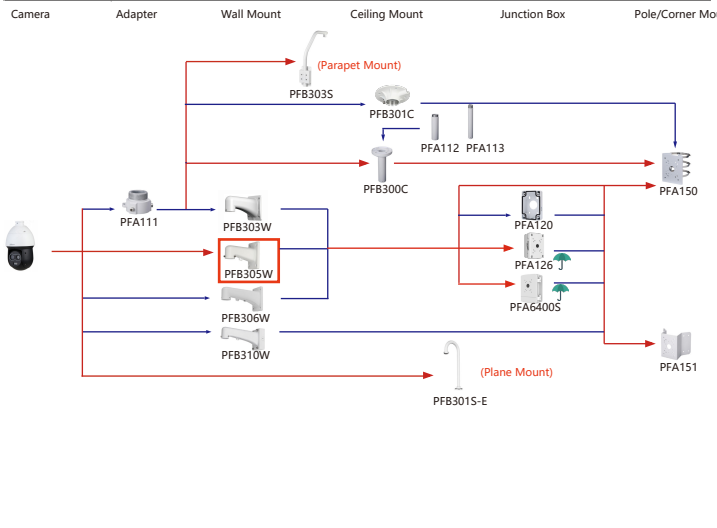 Camera Adapter Wall Mount Ceiling Mount Junction Box Pole/Corner Mou
(Parapet Mount)
PFB303S
PFB301C
PFA112 PFA113
PFB300C
PFA150
PFA111
PFB303W
PFA120
PFB305W
PFA126
PFA6400S
PFB306W
PFB310W
PFA151
(Plane Mount)
PFB301S-E